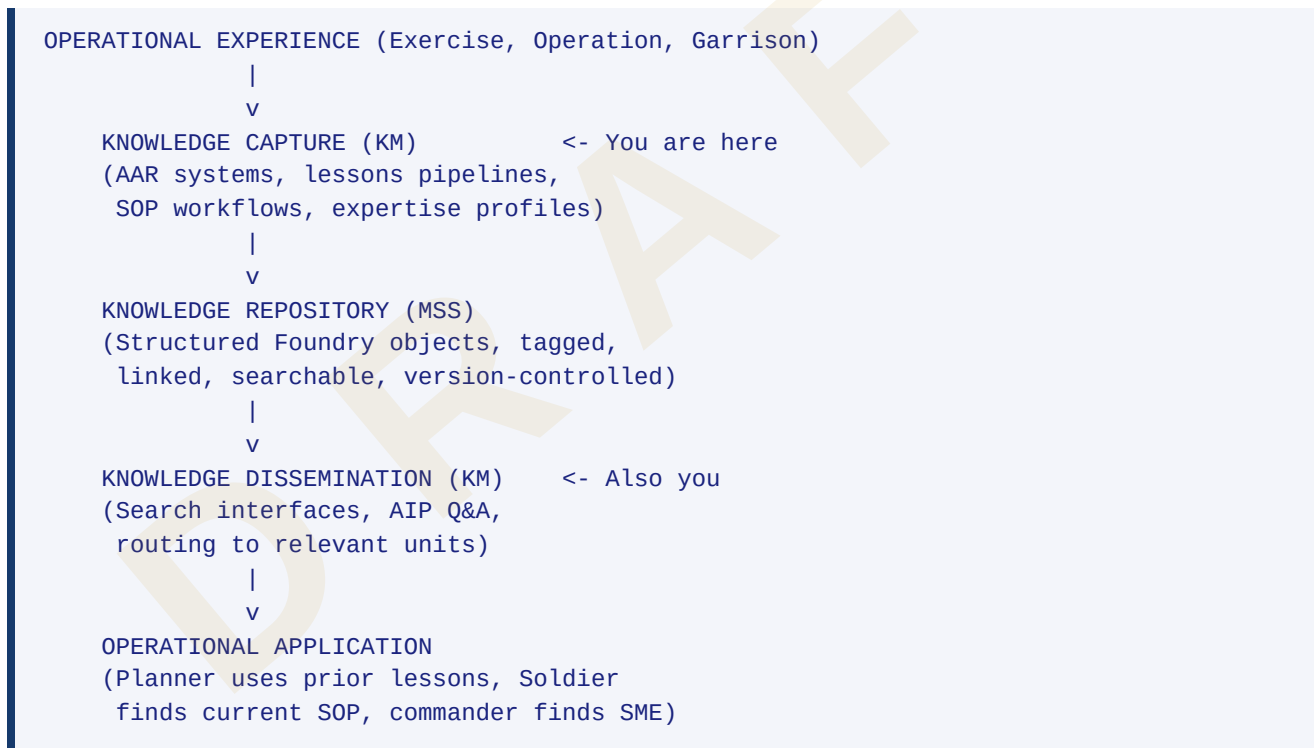 OPERATIONAL EXPERIENCE (Exercise, Operation, Garrison)
|
v
KNOWLEDGE CAPTURE (KM)          <- You are here
(AAR systems, lessons pipelines,
SOP workflows, expertise profiles)
|
v
KNOWLEDGE REPOSITORY (MSS)
(Structured Foundry objects, tagged,
linked, searchable, version-controlled)
|
v
KNOWLEDGE DISSEMINATION (KM)    <- Also you
(Search interfaces, AIP Q&A,
routing to relevant units)
|
v
OPERATIONAL APPLICATION
(Planner uses prior lessons, Soldier
finds current SOP, commander finds SME)
DRAF